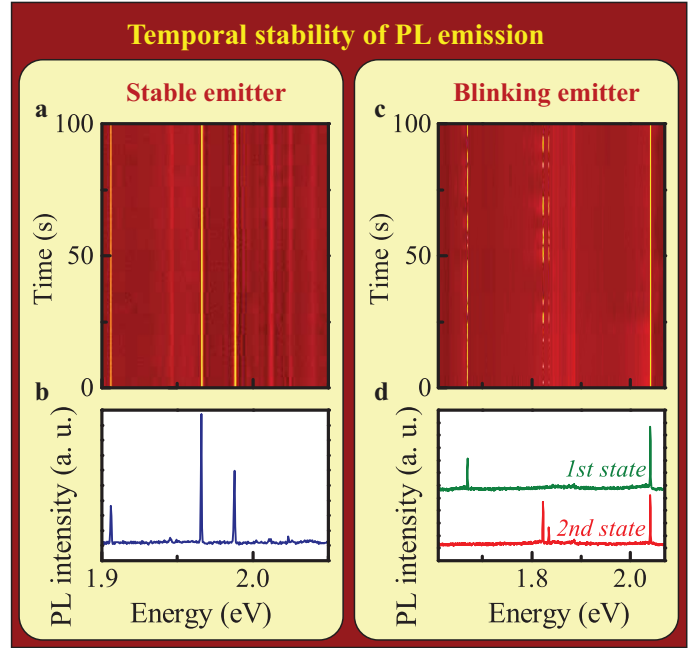 Temporal stability of PL emission
Stable emitter
a
100
50
0
Time (s)
b
PL intensity (a. u.)
1.9
2.0
Energy (eV)
Blinking emitter
c
100
50
0
Time (s)
d
1st state
2nd state
PL intensity (a. u.)
1.8
2.0
Energy (eV)